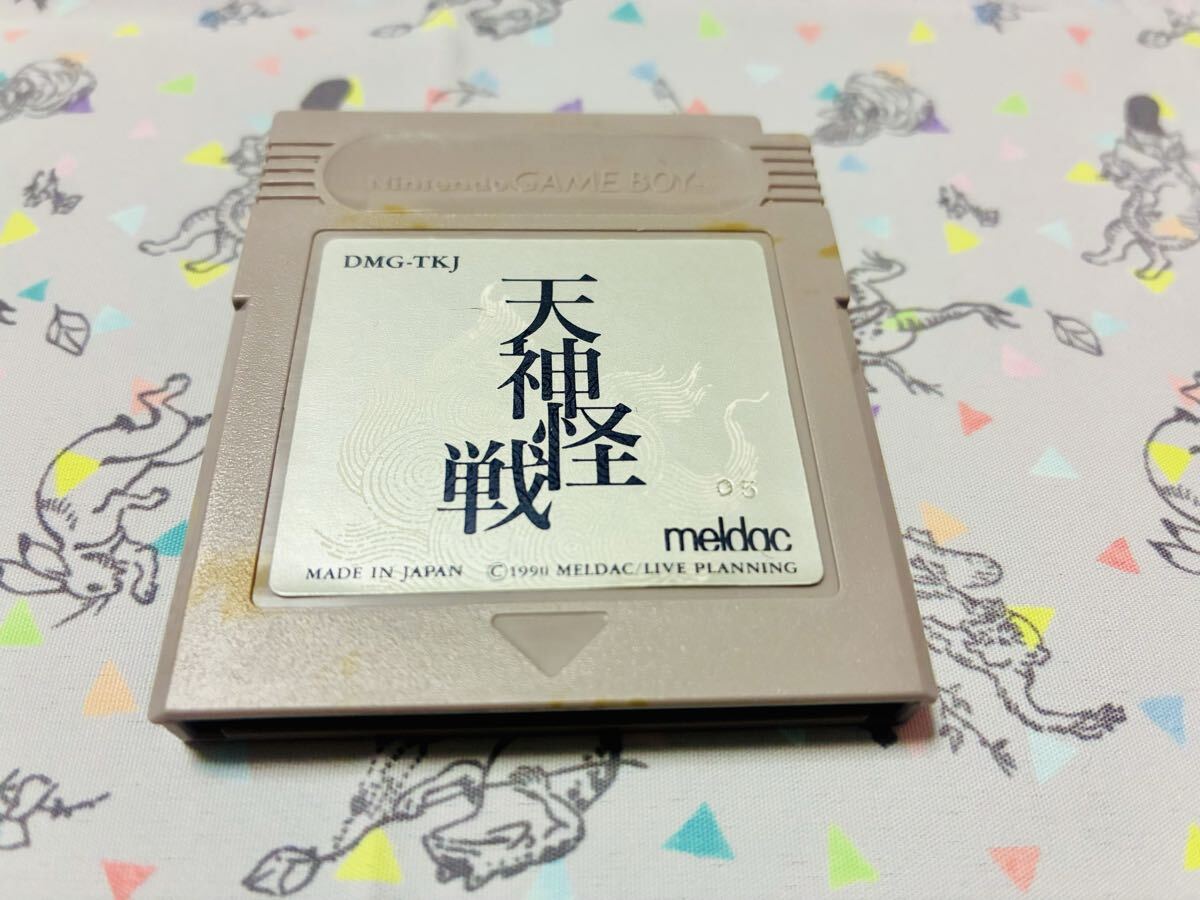 Nintendo GAME BOY
DMG-TKJ
天神怪戦
05
meldac
MADE IN JAPAN ©1990 MELDAC/LIVE PLANNING